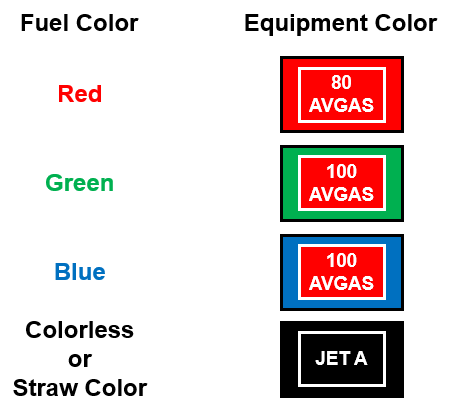 Fuel Color
Equipment Color
Red
80
AVGAS
Green
100
AVGAS
Blue
100
AVGAS
Colorless
or
Straw Color
JET A